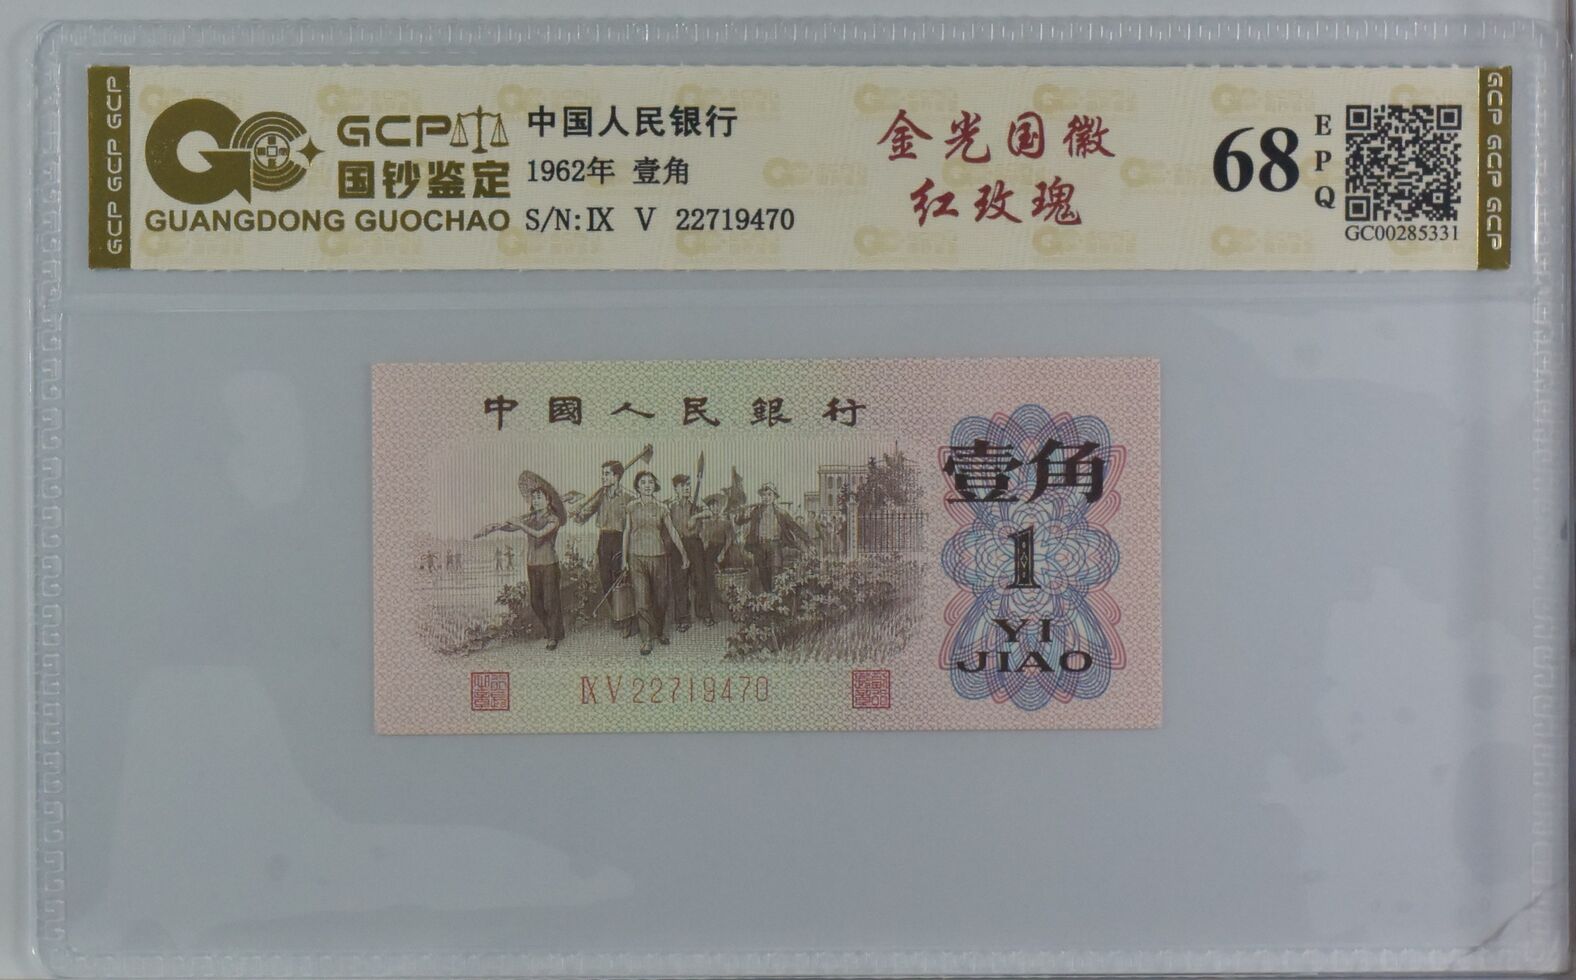 GCP GCP GCP
GCP
国钞鉴定
GUANGDONG GUOCHAO
中国人民银行
1962年 壹角
S/N: Ⅸ V 22719470
金光国徽
红玫瑰
68
EPQ
GC00285331
GCP GCP GCP
中國人民銀行
壹角
1
YI
JIAO
ⅨV22719470